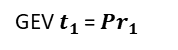 GEV t₁ = Pr₁